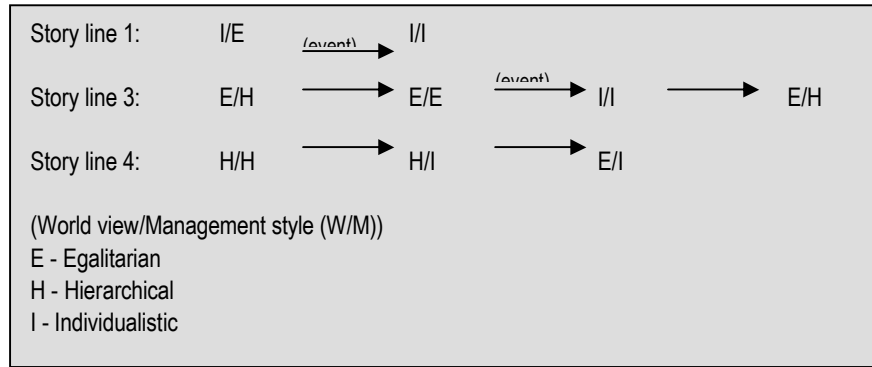 Story line 1: I/E (event) I/I
Story line 3: E/H E/E (event) I/I E/H
Story line 4: H/H H/I E/I
(World view/Management style (W/M))
E - Egalitarian
H - Hierarchical
I - Individualistic